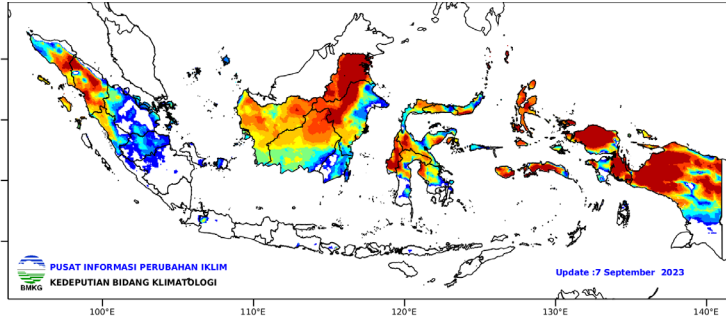 PUSAT INFORMASI PERUBAHAN IKLIM
KEDEPUTIAN BIDANG KLIMATOLOGI
BMKG
Update :7 September 2023
100°E 110°E 120°E 130°E 140°E